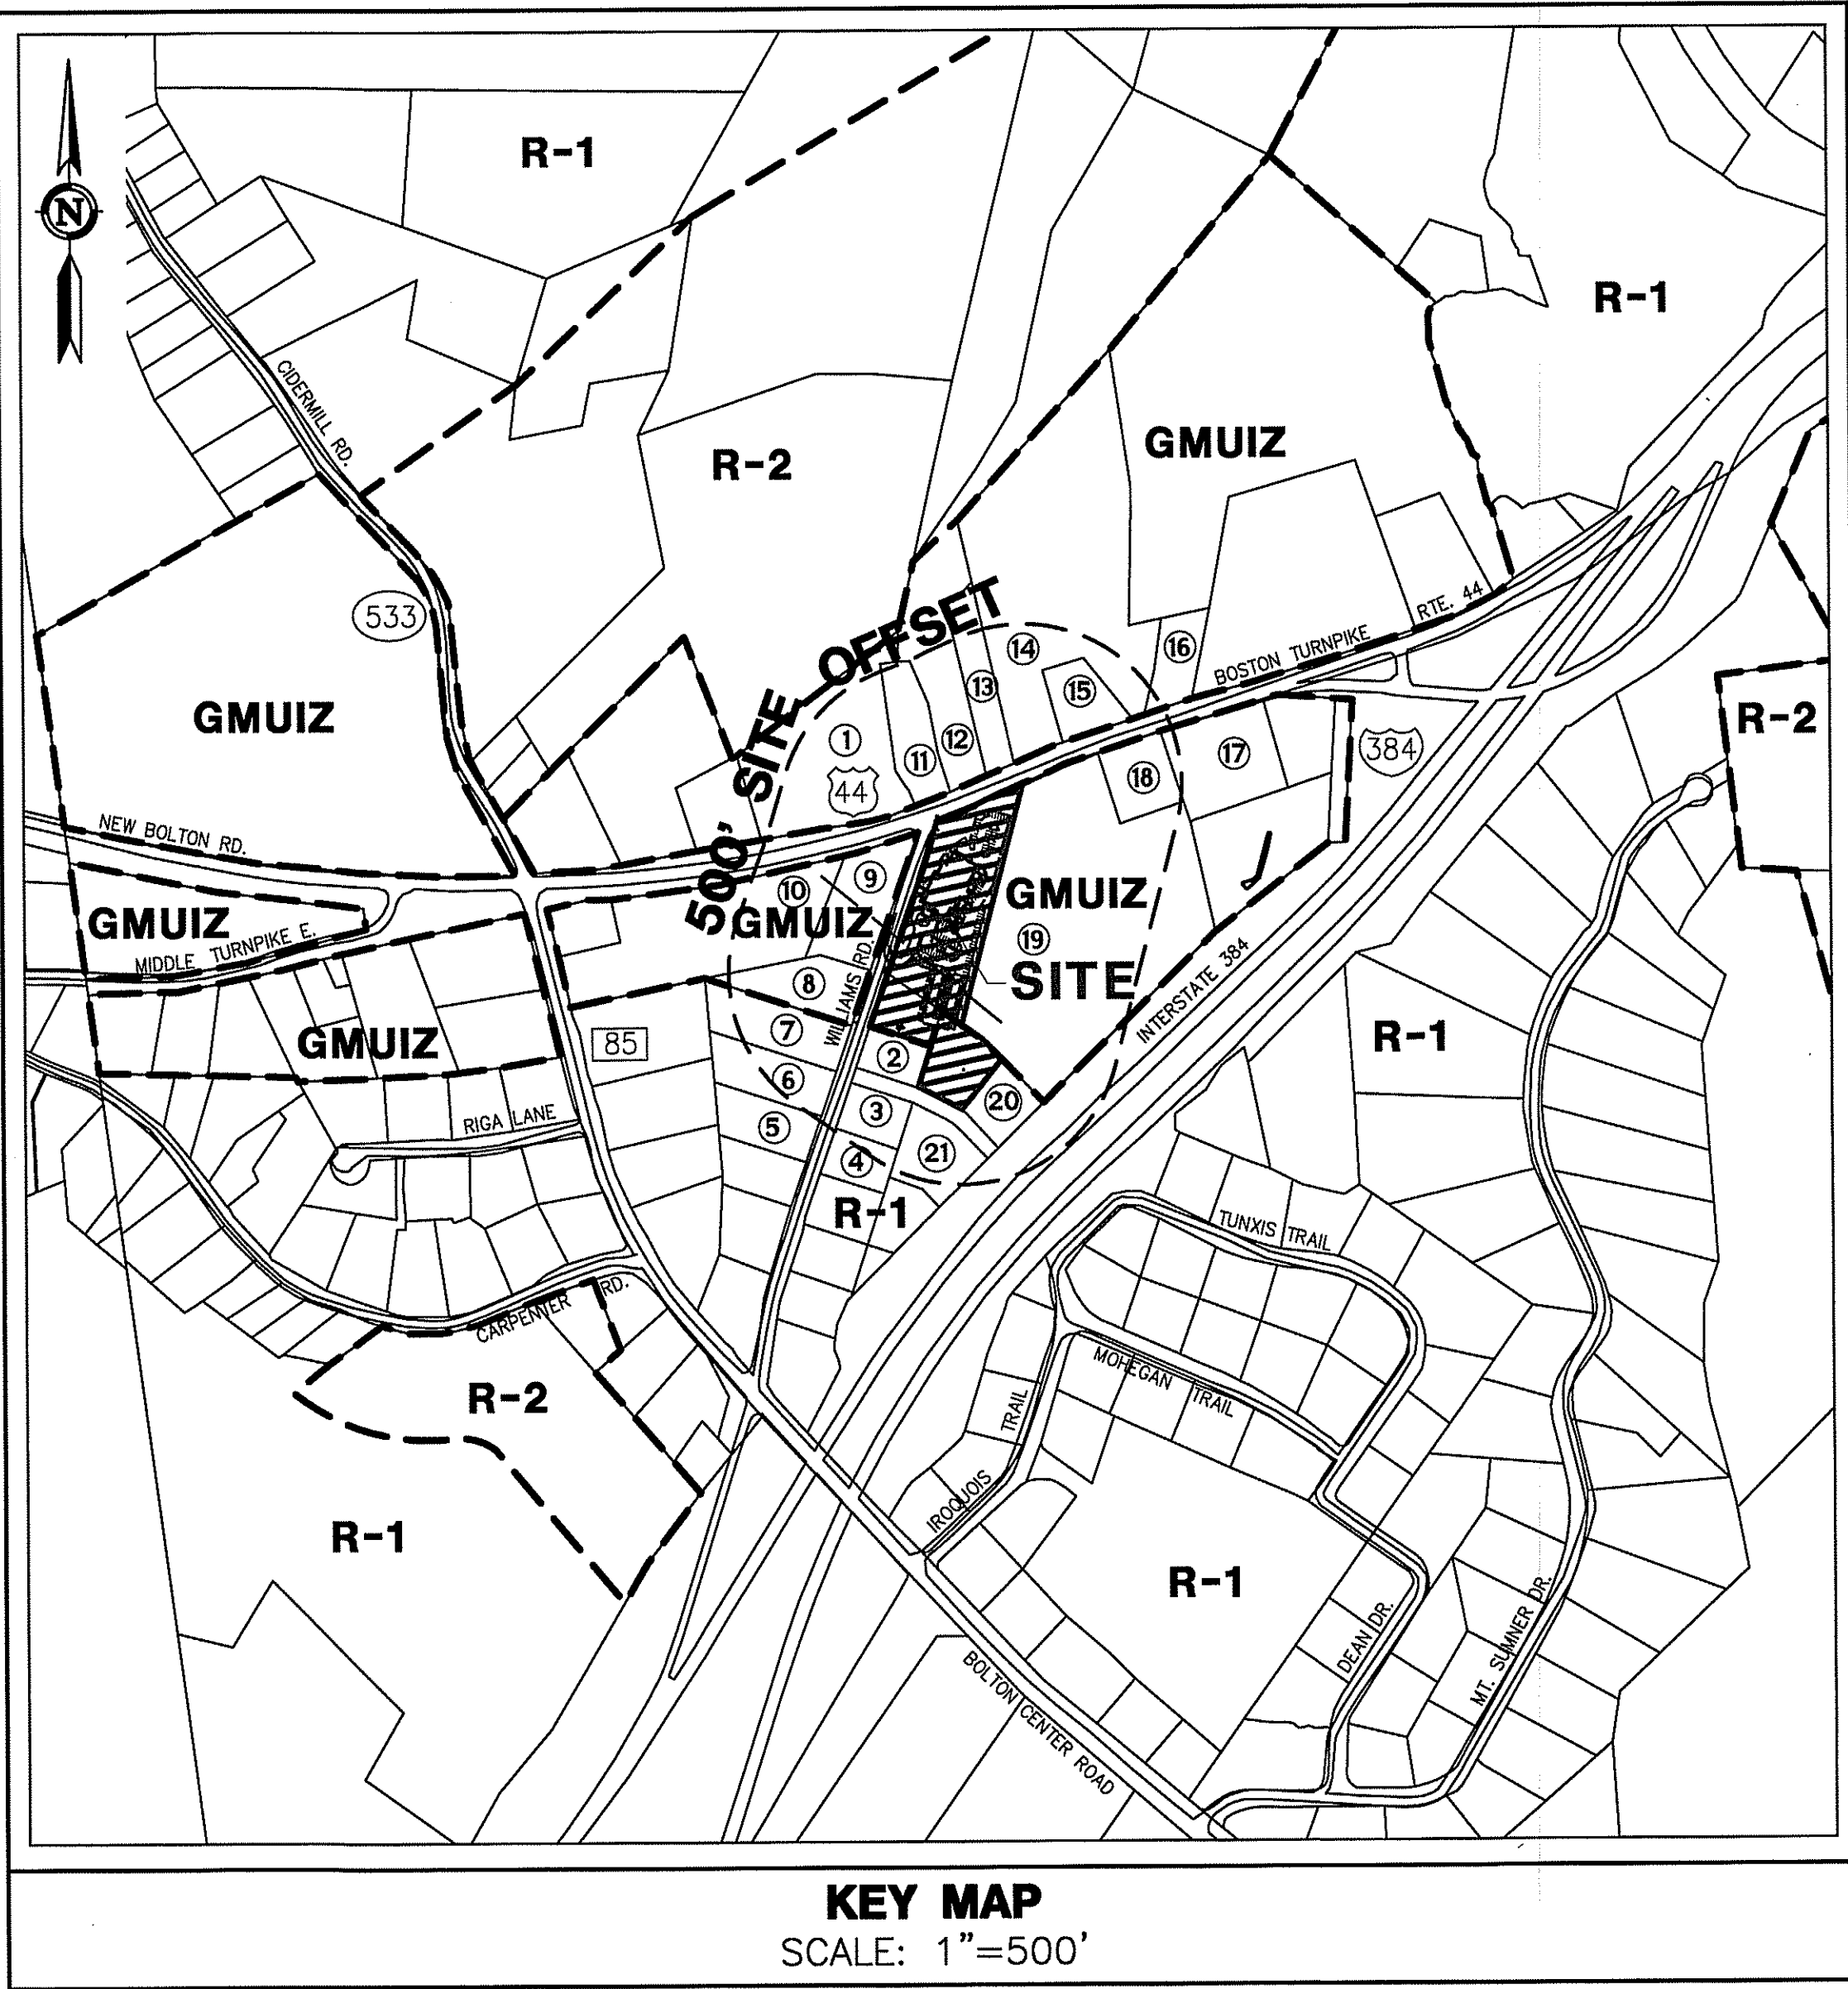 N
R-1
R-1
CIDERMILL RD.
R-2
GMUIZ
533
500' SITE OFFSET
RTE. 44
BOSTON TURNPIKE
14
16
13
15
GMUIZ
R-2
1
12
11
17
384
18
44
NEW BOLTON RD.
9
10
GMUIZ
GMUIZ
GMUIZ
MIDDLE TURNPIKE E.
19
SITE
8
WILLIAMS RD.
INTERSTATE 384
7
GMUIZ
85
R-1
2
6
20
3
RIGA LANE
5
21
4
R-1
TUNXIS TRAIL
CARPENTER RD.
MOHEGAN TRAIL
R-2
IROQUOIS TRAIL
R-1
R-1
DEAN DR.
MT. SUMNER DR.
BOLTON CENTER ROAD
KEY MAP
SCALE: 1"=500'